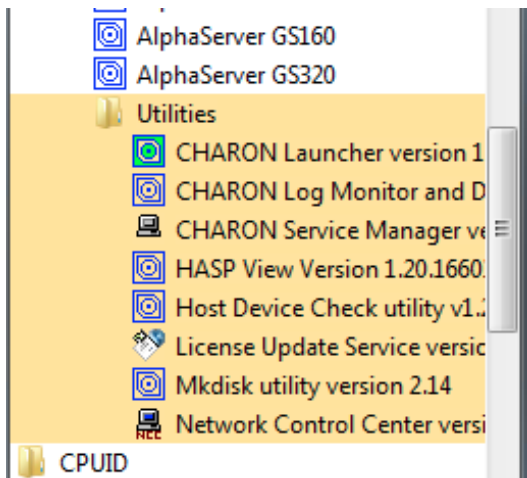 AlphaServer GS160
AlphaServer GS320
Utilities
CHARON Launcher version 1
CHARON Log Monitor and D
CHARON Service Manager ve
HASP View Version 1.20.1660
Host Device Check utility v1.2
License Update Service versic
Mkdisk utility version 2.14
Network Control Center versi
NCC
CPUID